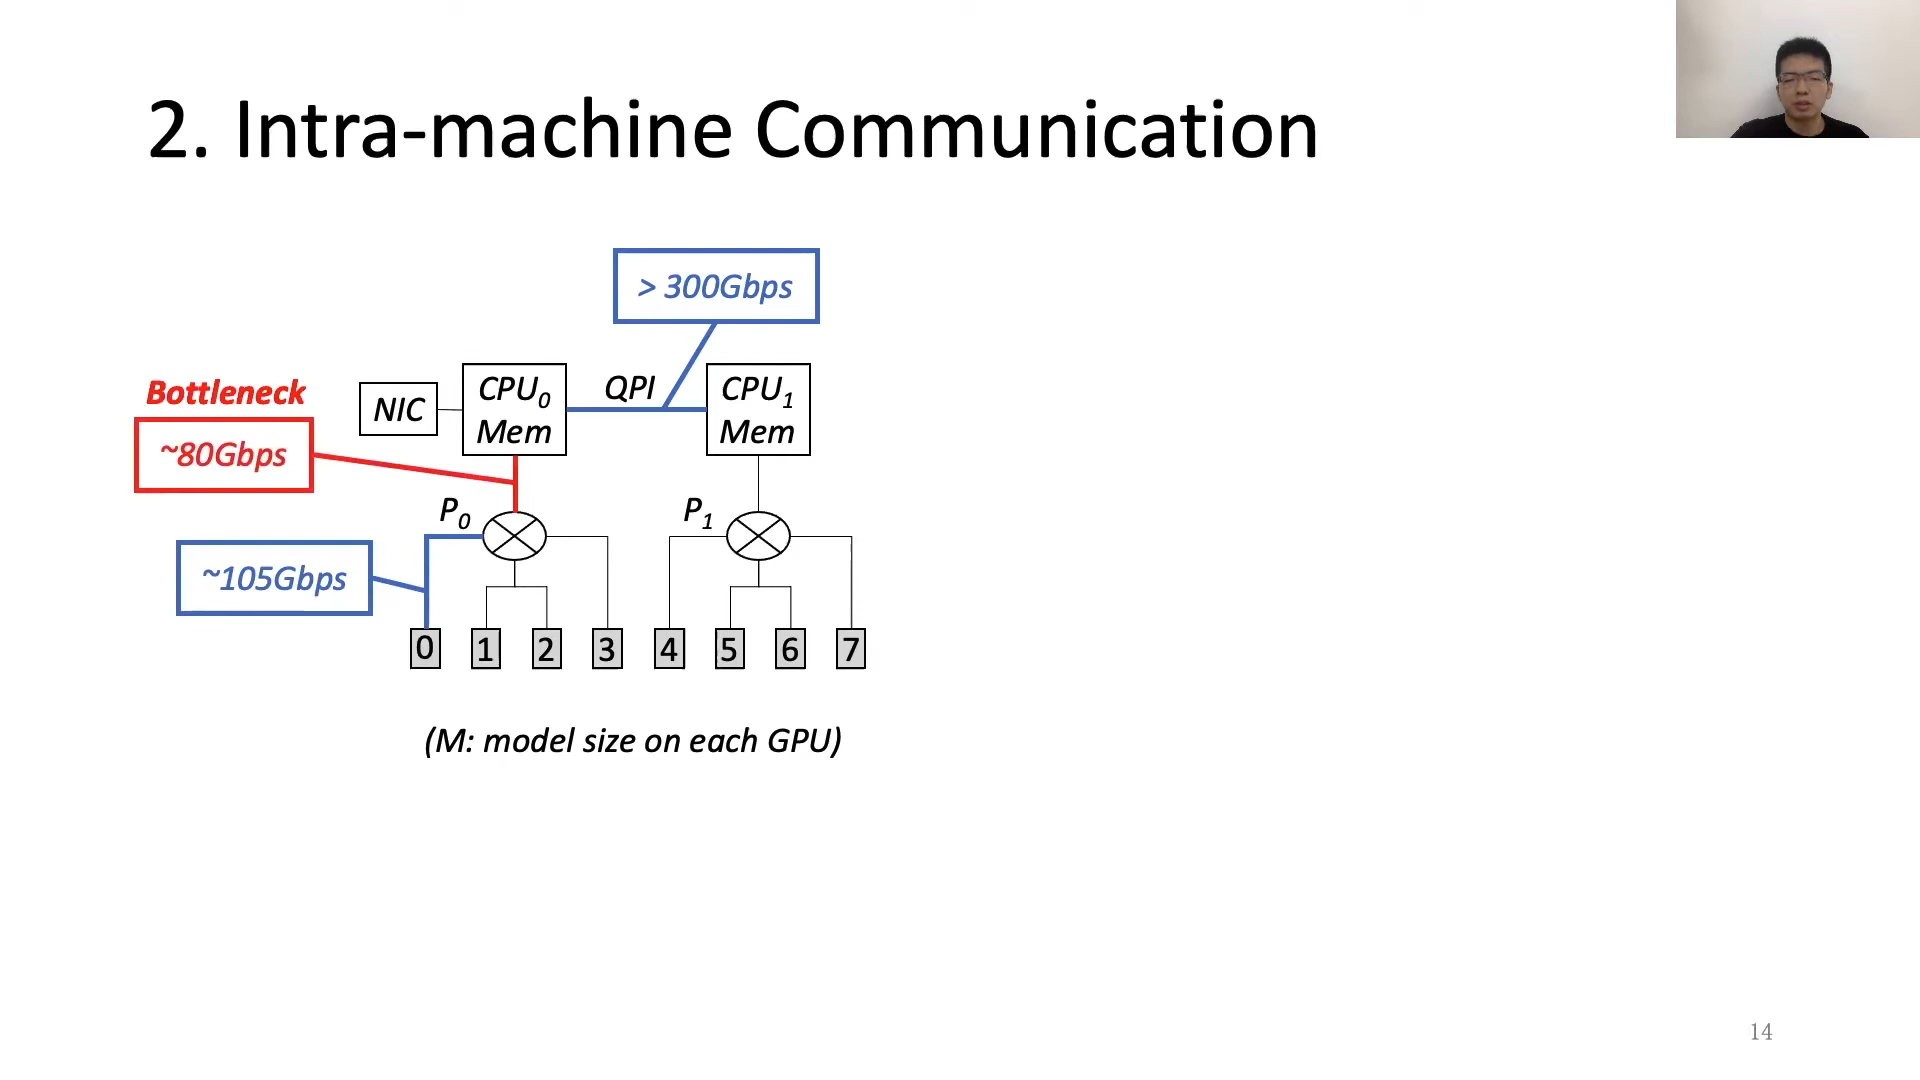 2. Intra-machine Communication
> 300Gbps
Bottleneck
~80Gbps
NIC
CPU0
Mem
QPI
CPU1
Mem
P0
P1
~105Gbps
0 1 2 3 4 5 6 7
(M: model size on each GPU)
14